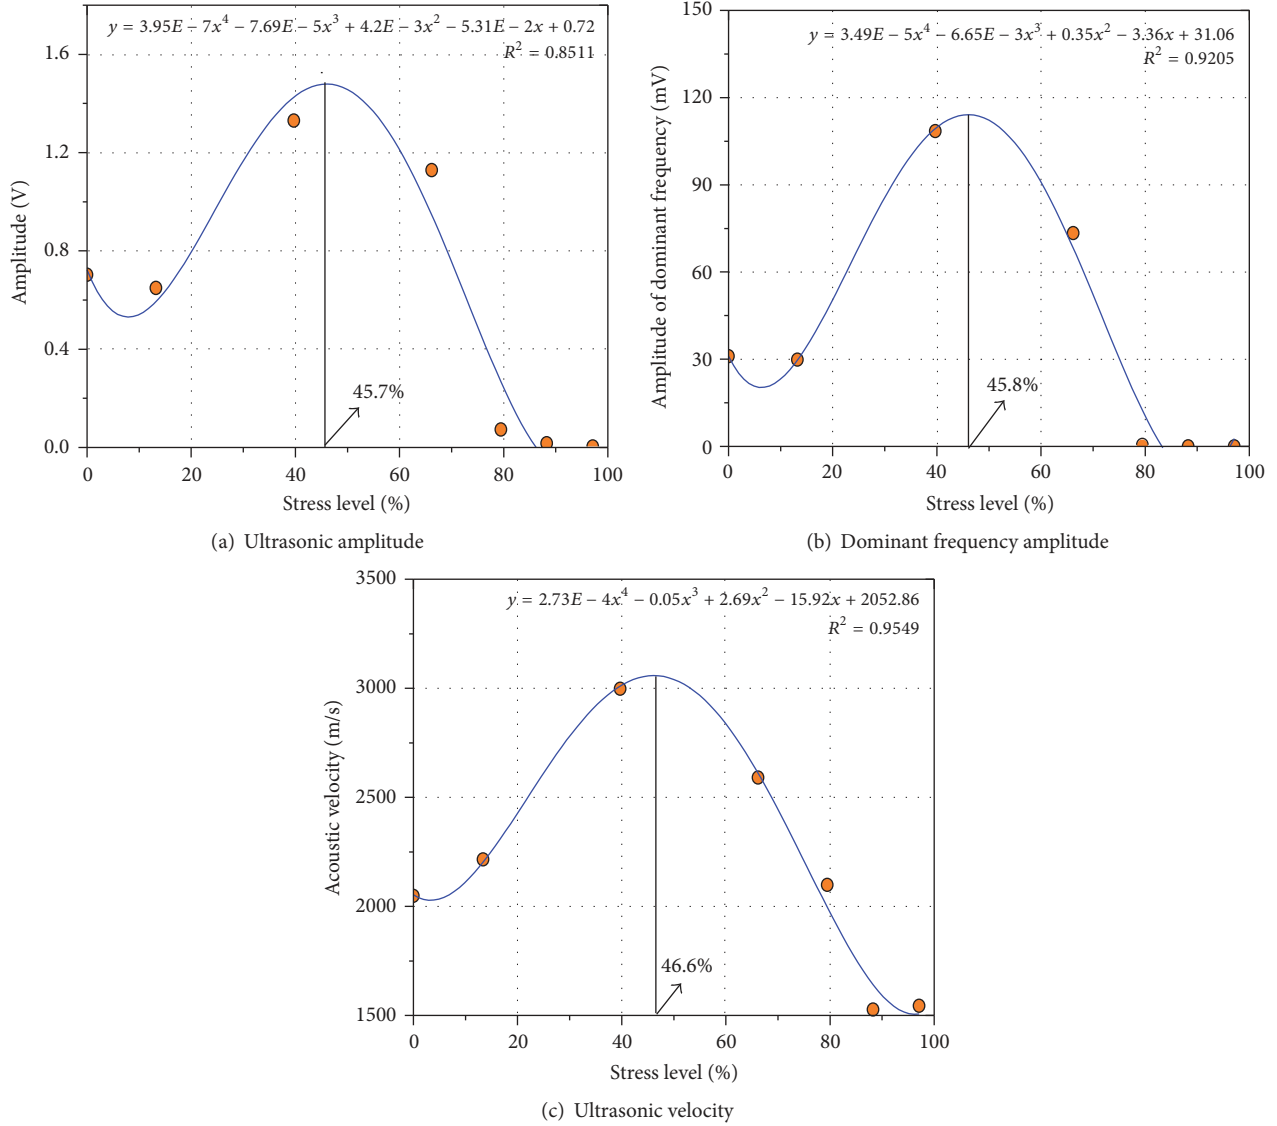 y = 3.95E − 7x⁴ − 7.69E − 5x³ + 4.2E − 3x² − 5.31E − 2x + 0.72
R² = 0.8511
1.6
1.2
0.8
0.4
0.0
Amplitude (V)
45.7%
0 20 40 60 80 100
Stress level (%)
(a) Ultrasonic amplitude
y = 3.49E − 5x⁴ − 6.65E − 3x³ + 0.35x² − 3.36x + 31.06
R² = 0.9205
150
120
90
60
30
0
Amplitude of dominant frequency (mV)
45.8%
0 20 40 60 80 100
Stress level (%)
(b) Dominant frequency amplitude
y = 2.73E − 4x⁴ − 0.05x³ + 2.69x² − 15.92x + 2052.86
R² = 0.9549
3500
3000
2500
2000
1500
Acoustic velocity (m/s)
46.6%
0 20 40 60 80 100
Stress level (%)
(c) Ultrasonic velocity